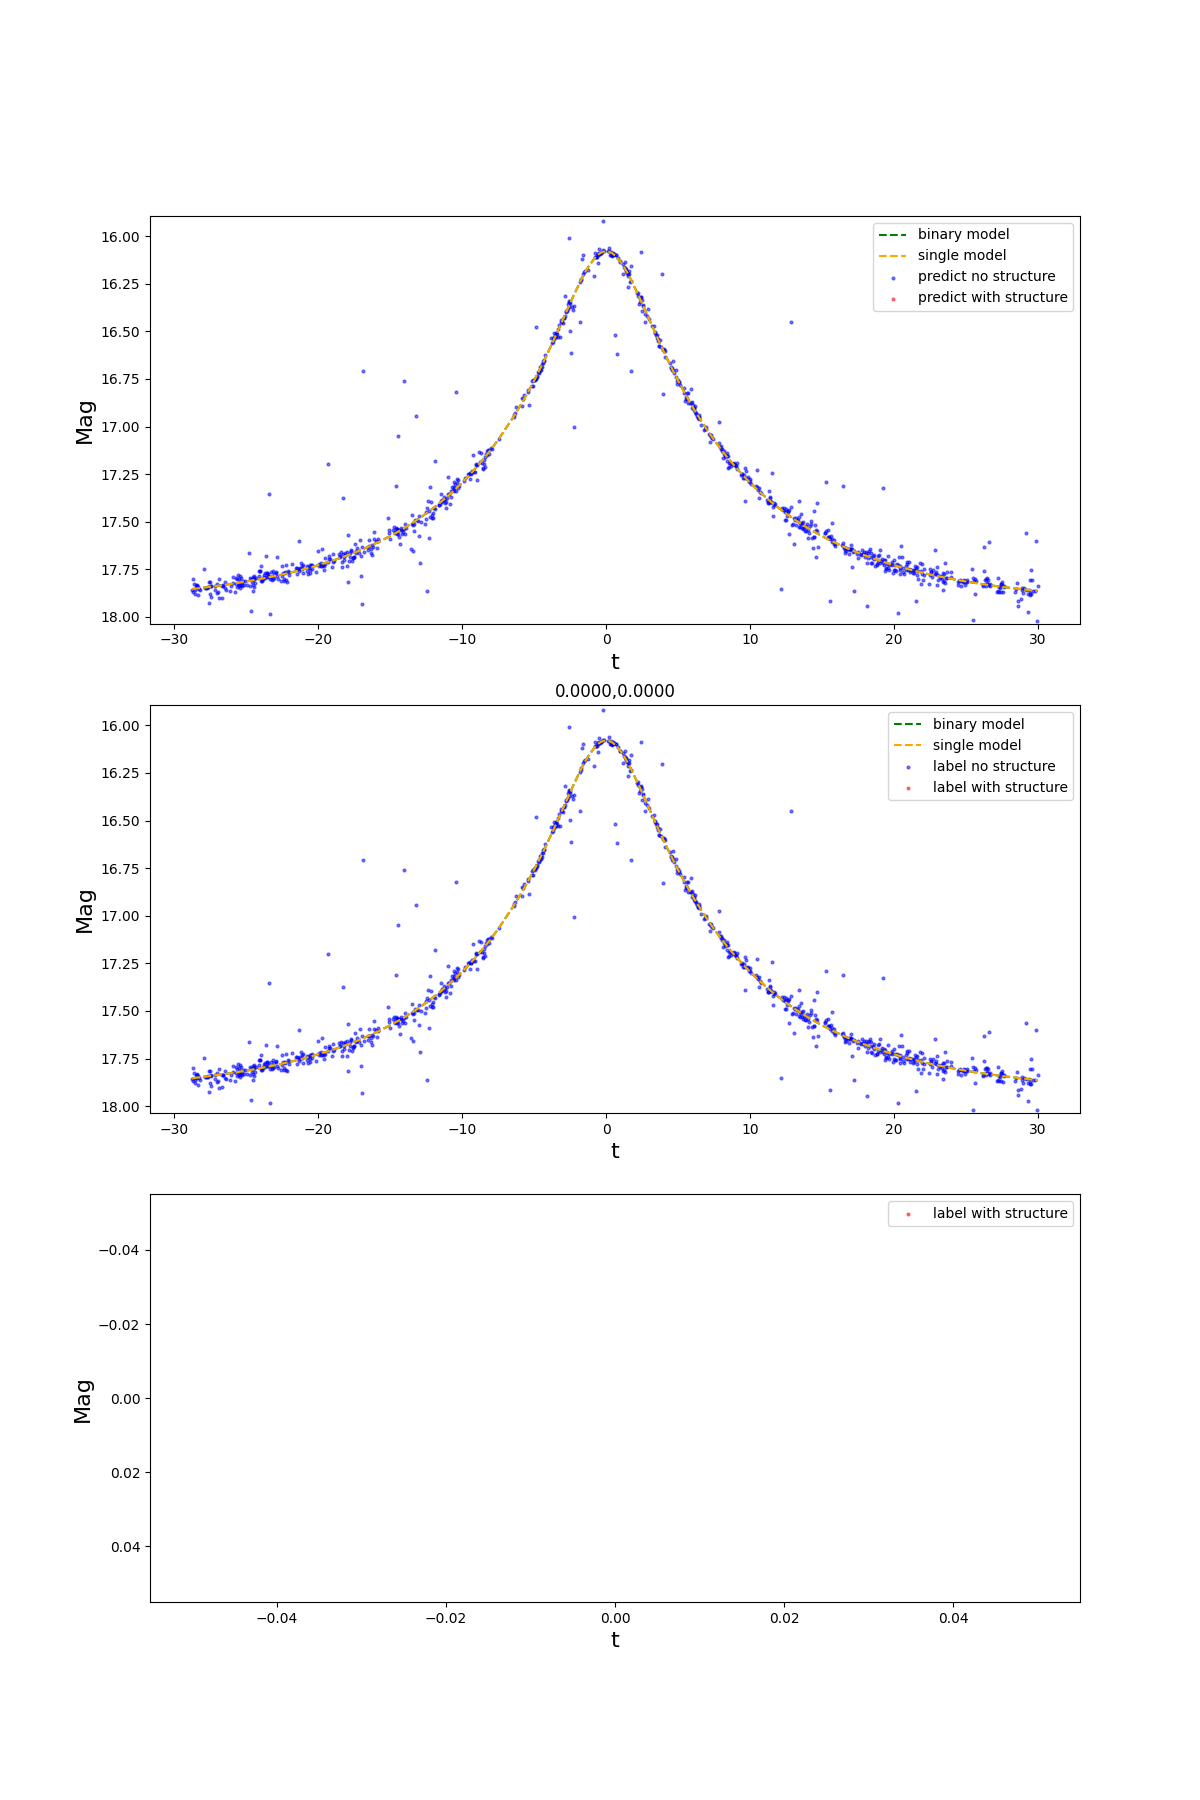 16.00
16.25
16.50
16.75
17.00
17.25
17.50
17.75
18.00
Mag
binary model
single model
predict no structure
predict with structure
−30 −20 −10 0 10 20 30
t
0.0000,0.0000
16.00
16.25
16.50
16.75
17.00
17.25
17.50
17.75
18.00
Mag
binary model
single model
label no structure
label with structure
−30 −20 −10 0 10 20 30
t
label with structure
−0.04
−0.02
0.00
0.02
0.04
Mag
−0.04 −0.02 0.00 0.02 0.04
t